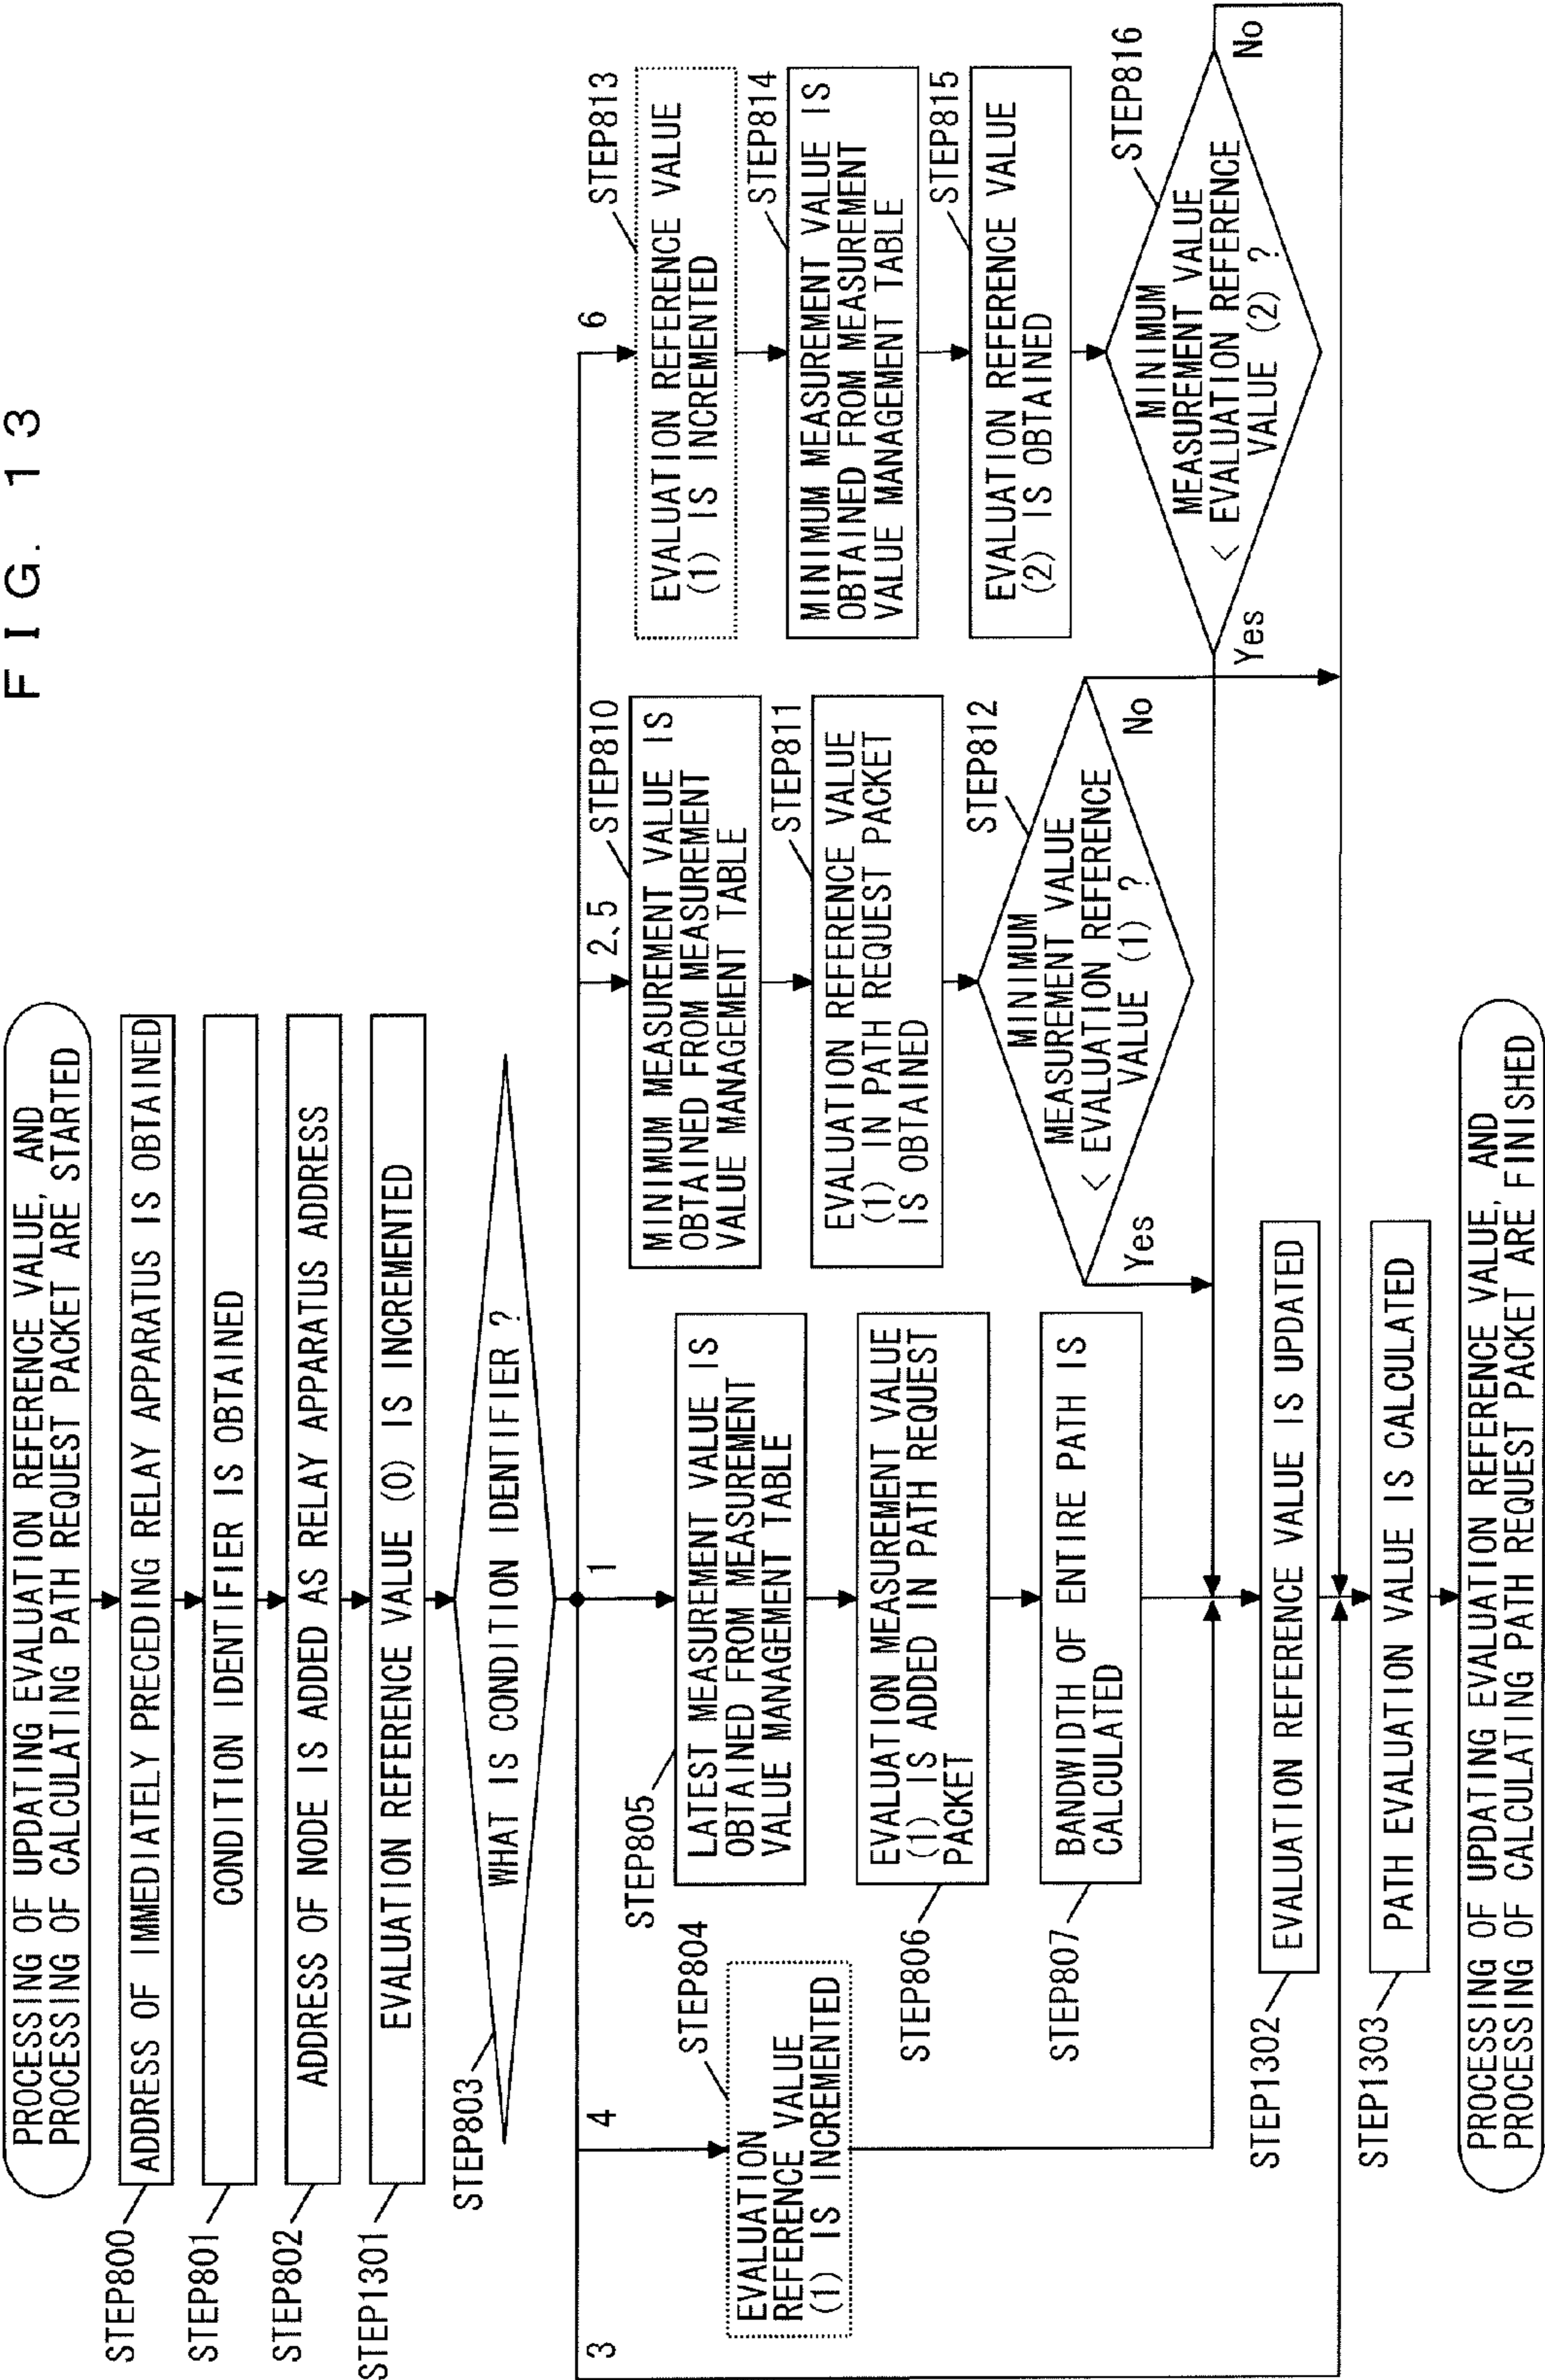 FIG. 13
PROCESSING OF UPDATING EVALUATION REFERENCE VALUE, AND
PROCESSING OF CALCULATING PATH REQUEST PACKET ARE STARTED
STEP800
ADDRESS OF IMMEDIATELY PRECEDING RELAY APPARATUS IS OBTAINED
STEP801
CONDITION IDENTIFIER IS OBTAINED
STEP802
ADDRESS OF NODE IS ADDED AS RELAY APPARATUS ADDRESS
STEP1301
EVALUATION REFERENCE VALUE (0) IS INCREMENTED
STEP803
WHAT IS CONDITION IDENTIFIER ?
3
4
STEP804
EVALUATION
REFERENCE VALUE
(1) IS INCREMENTED
1
STEP805
LATEST MEASUREMENT VALUE IS
OBTAINED FROM MEASUREMENT
VALUE MANAGEMENT TABLE
STEP806
EVALUATION MEASUREMENT VALUE
(1) IS ADDED IN PATH REQUEST
PACKET
STEP807
BANDWIDTH OF ENTIRE PATH IS
CALCULATED
2、5
STEP810
MINIMUM MEASUREMENT VALUE IS
OBTAINED FROM MEASUREMENT
VALUE MANAGEMENT TABLE
STEP811
EVALUATION REFERENCE VALUE
(1) IN PATH REQUEST PACKET
IS OBTAINED
STEP812
MINIMUM
MEASUREMENT VALUE
< EVALUATION REFERENCE
VALUE (1) ?
Yes
No
6
STEP813
EVALUATION REFERENCE VALUE
(1) IS INCREMENTED
STEP814
MINIMUM MEASUREMENT VALUE IS
OBTAINED FROM MEASUREMENT
VALUE MANAGEMENT TABLE
STEP815
EVALUATION REFERENCE VALUE
(2) IS OBTAINED
STEP816
MINIMUM
MEASUREMENT VALUE
< EVALUATION REFERENCE
VALUE (2) ?
Yes
No
STEP1302
EVALUATION REFERENCE VALUE IS UPDATED
STEP1303
PATH EVALUATION VALUE IS CALCULATED
PROCESSING OF UPDATING EVALUATION REFERENCE VALUE, AND
PROCESSING OF CALCULATING PATH REQUEST PACKET ARE FINISHED